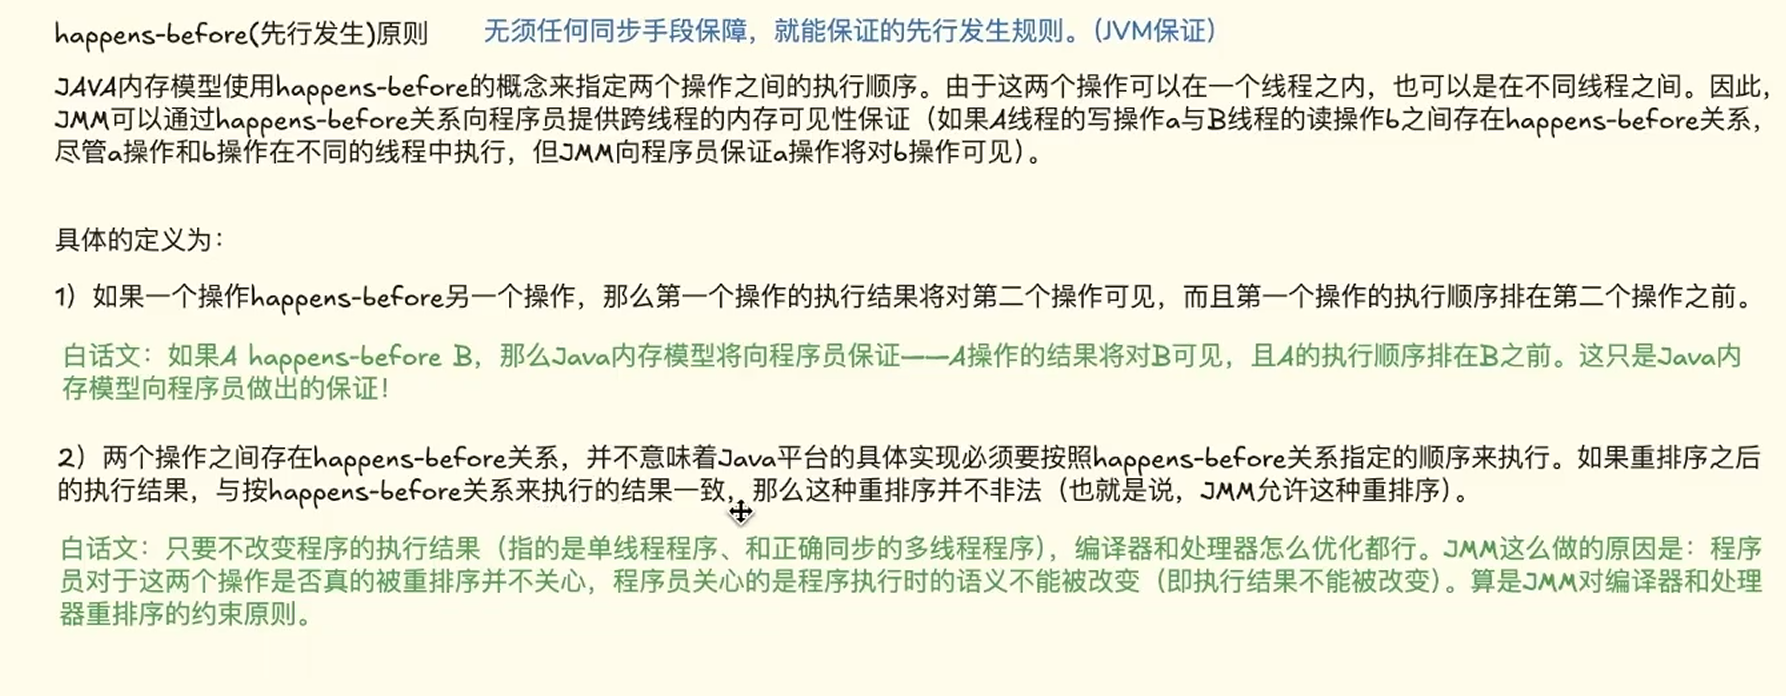 happens-before(先行发生)原则 无须任何同步手段保障，就能保证的先行发生规则。(JVM保证)
JAVA内存模型使用happens-before的概念来指定两个操作之间的执行顺序。由于这两个操作可以在一个线程之内，也可以是在不同线程之间。因此，
JMM可以通过happens-before关系向程序员提供跨线程的内存可见性保证（如果A线程的写操作a与B线程的读操作b之间存在happens-before关系，
尽管a操作和b操作在不同的线程中执行，但JMM向程序员保证a操作将对b操作可见）。
具体的定义为：
1）如果一个操作happens-before另一个操作，那么第一个操作的执行结果将对第二个操作可见，而且第一个操作的执行顺序排在第二个操作之前。
白话文：如果A happens-before B，那么Java内存模型将向程序员保证——A操作的结果将对B可见，且A的执行顺序排在B之前。这只是Java内
存模型向程序员做出的保证！
2）两个操作之间存在happens-before关系，并不意味着Java平台的具体实现必须要按照happens-before关系指定的顺序来执行。如果重排序之后
的执行结果，与按happens-before关系来执行的结果一致，，那么这种重排序并不非法（也就是说，JMM允许这种重排序）。
白话文：只要不改变程序的执行结果（指的是单线程程序、和正确同步的多线程程序），编译器和处理器怎么优化都行。JMM这么做的原因是：程序
员对于这两个操作是否真的被重排序并不关心，程序员关心的是程序执行时的语义不能被改变（即执行结果不能被改变）。算是JMM对编译器和处理
器重排序的约束原则。